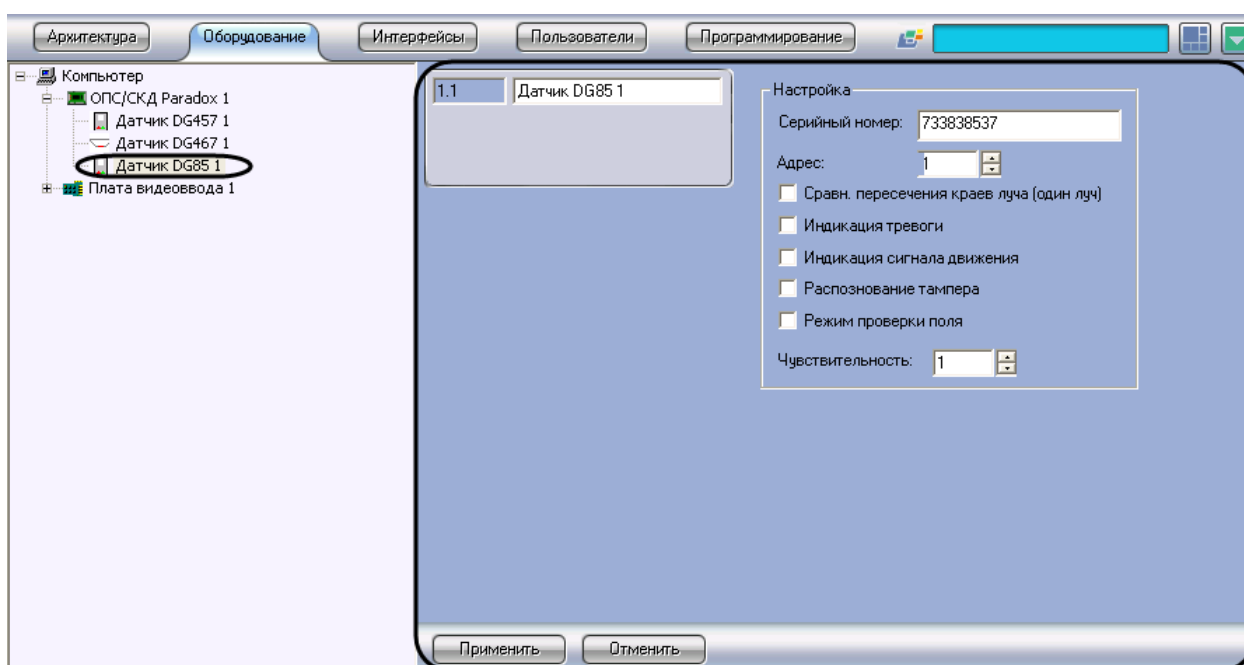 Архитектура Оборудование Интерфейсы Пользователи Программирование
Компьютер
ОПС/СКД Paradox 1
Датчик DG457 1
Датчик DG467 1
Датчик DG85 1
Плата видеоввода 1
1.1 Датчик DG85 1
Настройка
Серийный номер: 733838537
Адрес: 1
Сравн. пересечения краев луча (один луч)
Индикация тревоги
Индикация сигнала движения
Распознование тампера
Режим проверки поля
Чувствительность: 1
Применить Отменить